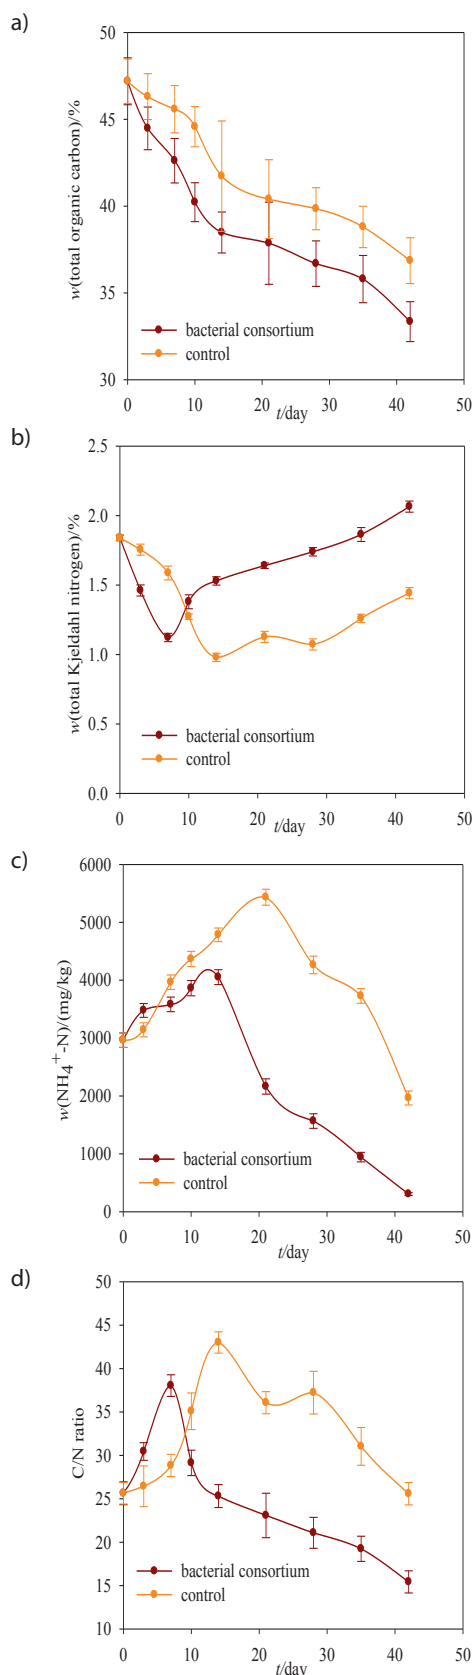 a)
w(total organic carbon)/%
50
45
40
35
30
bacterial consortium
control
0 10 20 30 40 50
t/day
b)
w(total Kjeldahl nitrogen)/%
2.5
2.0
1.5
1.0
0.5
0.0
bacterial consortium
control
0 10 20 30 40 50
t/day
c)
w(NH₄⁺-N)/(mg/kg)
6000
5000
4000
3000
2000
1000
0
bacterial consortium
control
0 10 20 30 40 50
t/day
d)
C/N ratio
50
45
40
35
30
25
20
15
10
bacterial consortium
control
0 10 20 30 40 50
t/day